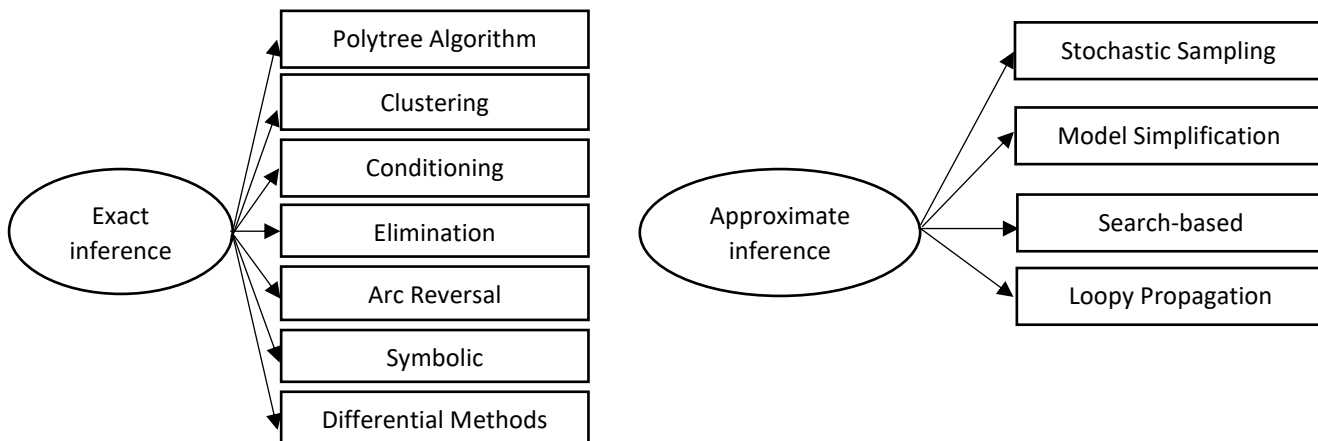 Exact
inference
Polytree Algorithm
Clustering
Conditioning
Elimination
Arc Reversal
Symbolic
Differential Methods
Approximate
inference
Stochastic Sampling
Model Simplification
Search-based
Loopy Propagation